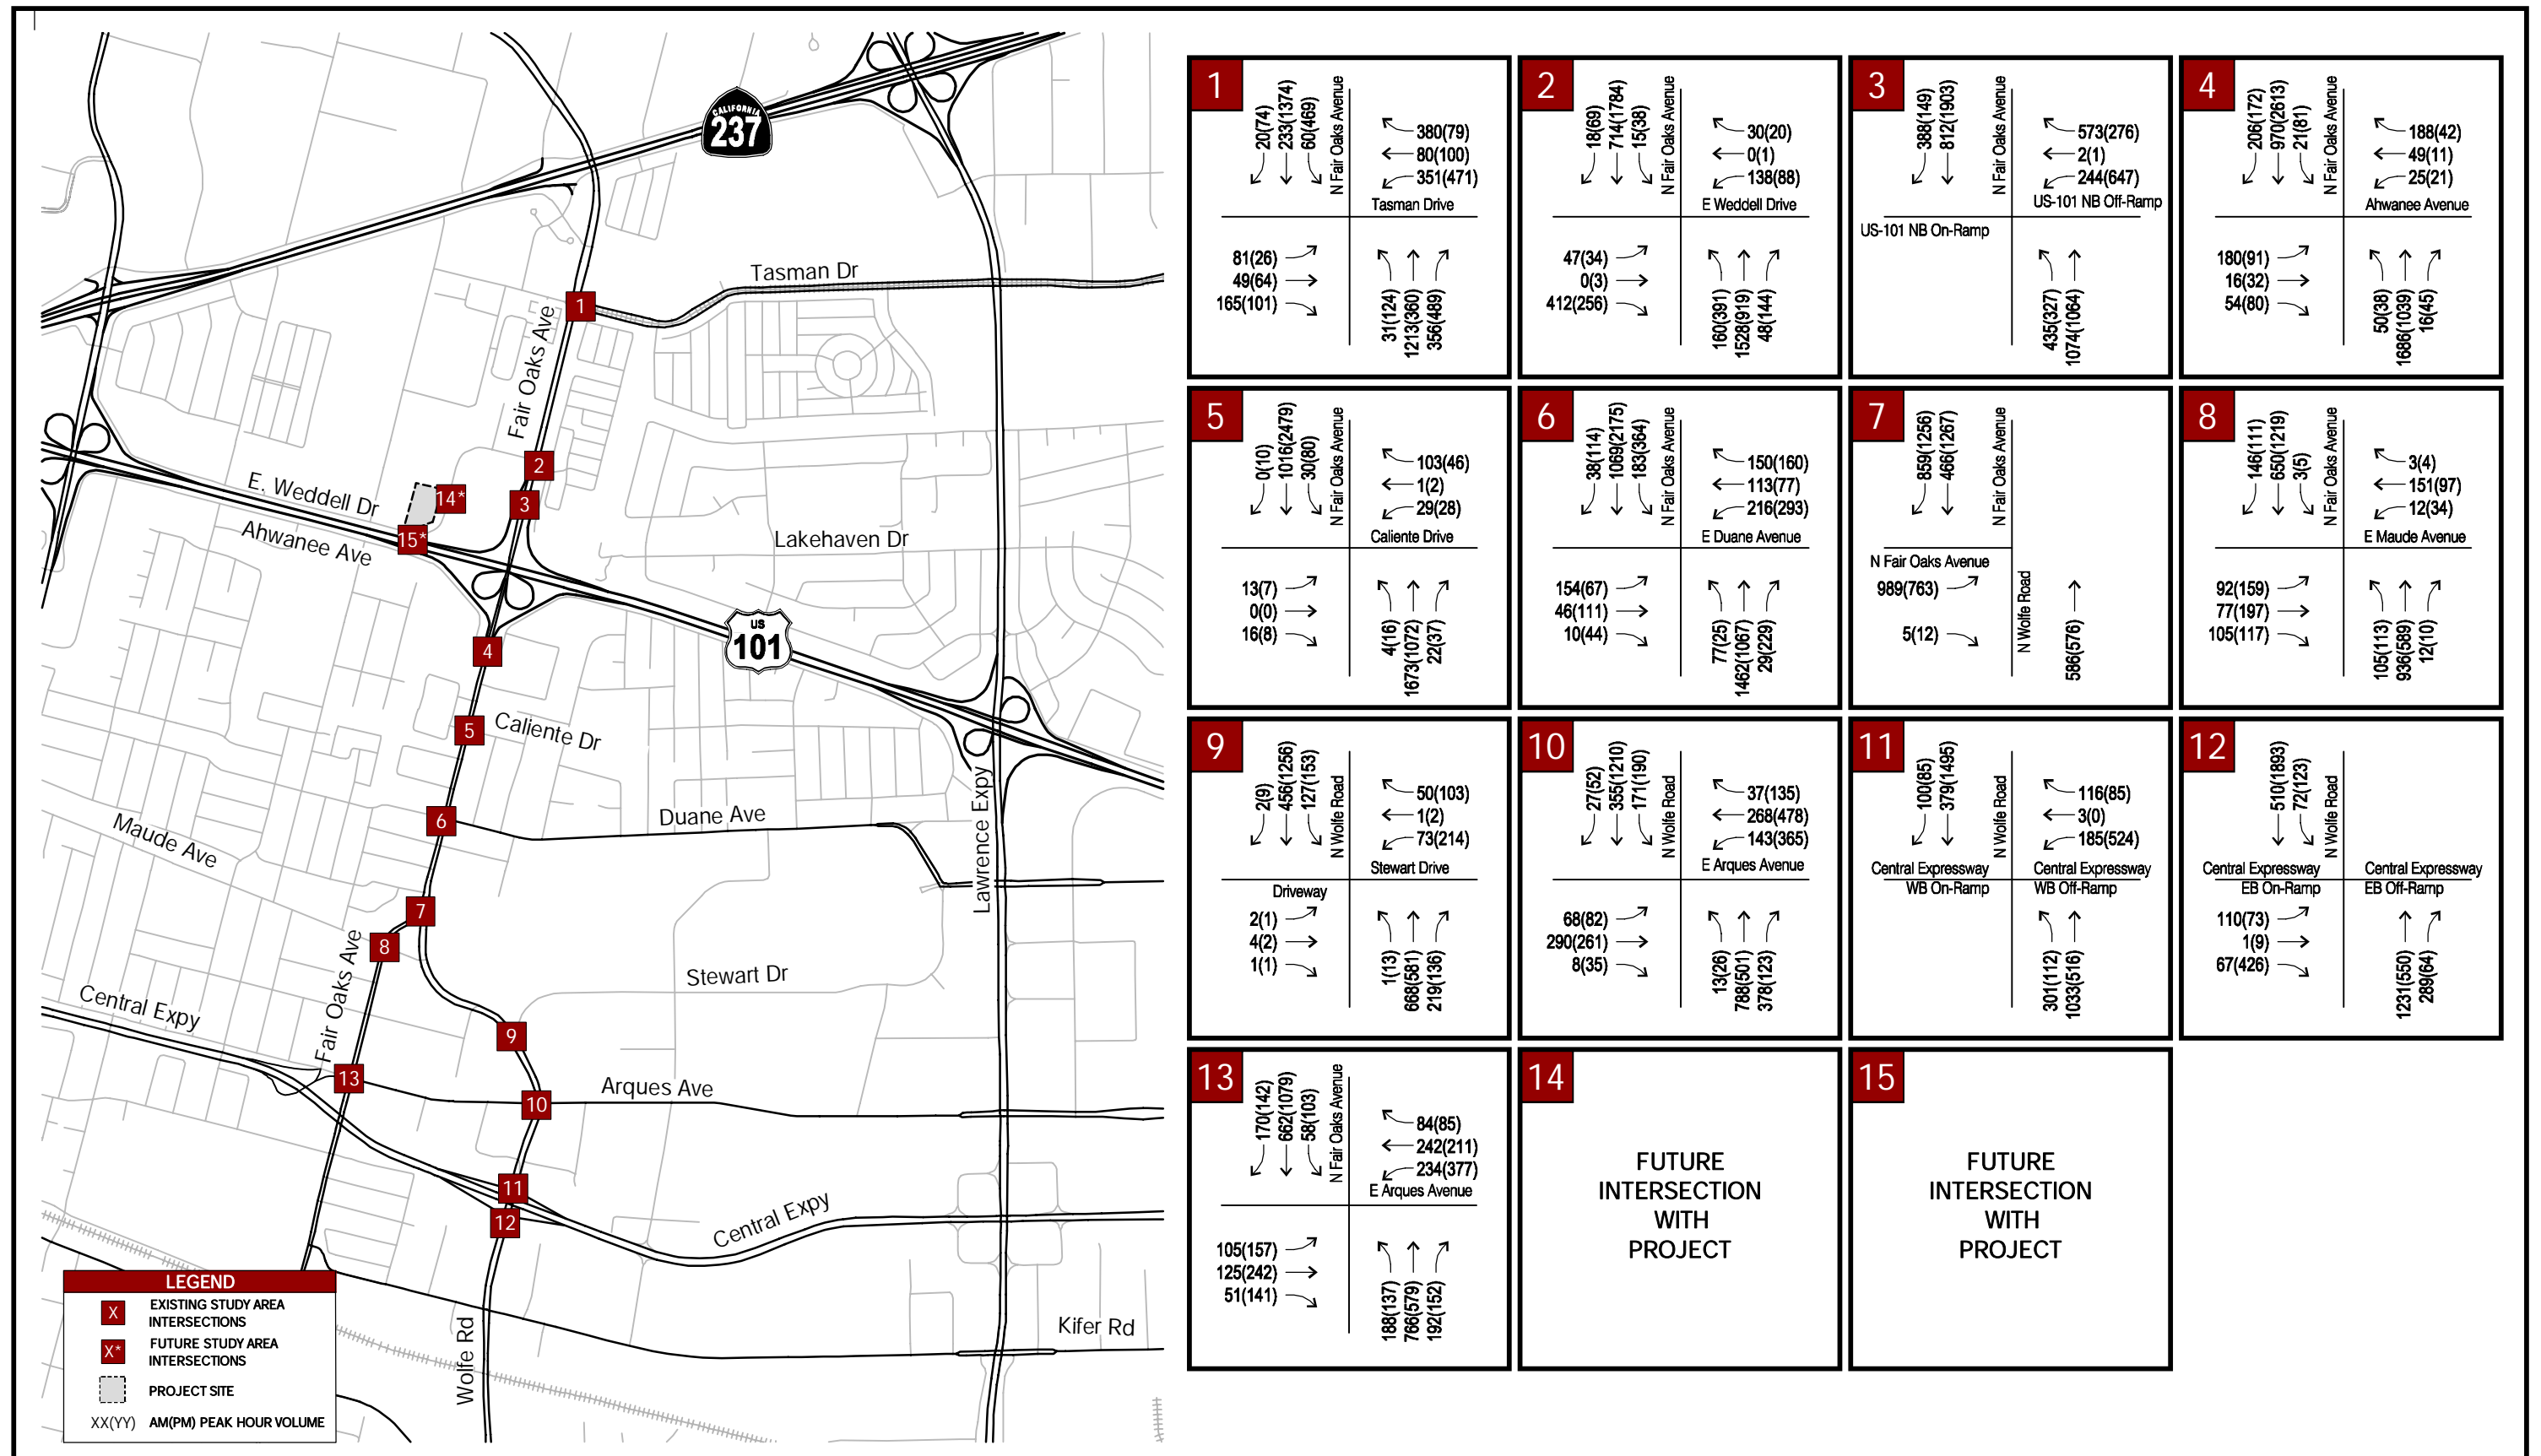 CALIFORNIA
237
Tasman Dr
1
Fair Oaks Ave
2
E. Weddell Dr
14*
3
Ahwanee Ave
15*
Lakehaven Dr
US
101
4
5
Caliente Dr
6
Duane Ave
Maude Ave
Lawrence Expy
7
8
Fair Oaks Ave
Stewart Dr
Central Expy
9
13
Arques Ave
10
11
12
Central Expy
Kifer Rd
Wolfe Rd
LEGEND
X
EXISTING STUDY AREA
INTERSECTIONS
X*
FUTURE STUDY AREA
INTERSECTIONS
PROJECT SITE
XX(YY) AM(PM) PEAK HOUR VOLUME
1
20(74)
233(1374)
60(469)
N Fair Oaks Avenue
380(79)
80(100)
351(471)
Tasman Drive
81(26)
49(64)
165(101)
31(124)
1213(360)
356(489)
2
18(69)
714(1784)
15(38)
N Fair Oaks Avenue
30(20)
0(1)
138(88)
E Weddell Drive
47(34)
0(3)
412(256)
160(391)
1528(919)
48(144)
3
388(149)
812(1903)
N Fair Oaks Avenue
573(276)
2(1)
244(647)
US-101 NB Off-Ramp
US-101 NB On-Ramp
435(327)
1074(1064)
4
206(172)
970(2613)
21(81)
N Fair Oaks Avenue
188(42)
49(11)
25(21)
Ahwanee Avenue
180(91)
16(32)
54(80)
50(38)
1686(1039)
16(45)
5
0(10)
1016(2479)
30(80)
N Fair Oaks Avenue
103(46)
1(2)
29(28)
Caliente Drive
13(7)
0(0)
16(8)
4(16)
1673(1072)
22(37)
6
38(114)
1069(2175)
183(364)
N Fair Oaks Avenue
150(160)
113(77)
216(293)
E Duane Avenue
154(67)
46(111)
10(44)
77(25)
1462(1067)
29(229)
7
859(1256)
466(1267)
N Fair Oaks Avenue
N Fair Oaks Avenue
989(763)
5(12)
N Wolfe Road
586(576)
8
146(111)
650(1219)
3(5)
N Fair Oaks Avenue
3(4)
151(97)
12(34)
E Maude Avenue
92(159)
77(197)
105(117)
105(113)
936(589)
12(10)
9
2(9)
456(1256)
127(153)
N Wolfe Road
50(103)
1(2)
73(214)
Stewart Drive
Driveway
2(1)
4(2)
1(1)
1(13)
668(581)
219(136)
10
27(52)
355(1210)
171(190)
N Wolfe Road
37(135)
268(478)
143(365)
E Arques Avenue
68(82)
290(261)
8(35)
13(26)
788(501)
378(123)
11
100(85)
379(1495)
N Wolfe Road
116(85)
3(0)
185(524)
Central Expressway
WB On-Ramp
Central Expressway
WB Off-Ramp
301(112)
1033(516)
12
510(1893)
72(123)
N Wolfe Road
Central Expressway
EB On-Ramp
Central Expressway
EB Off-Ramp
110(73)
1(9)
67(426)
1231(550)
289(64)
13
170(142)
662(1079)
58(103)
N Fair Oaks Avenue
84(85)
242(211)
234(377)
E Arques Avenue
105(157)
125(242)
51(141)
188(137)
766(579)
192(152)
14
FUTURE
INTERSECTION
WITH
PROJECT
15
FUTURE
INTERSECTION
WITH
PROJECT